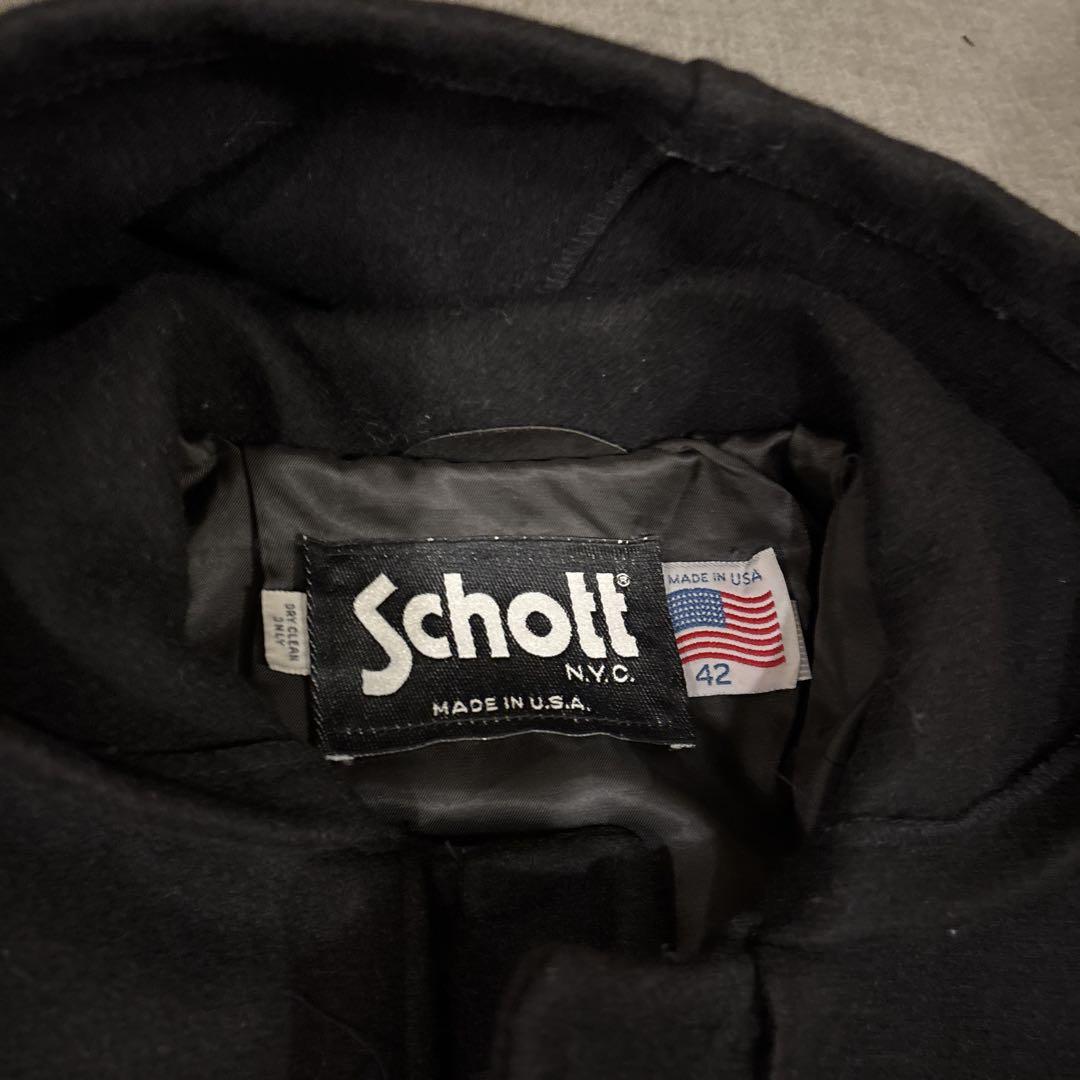 Schott®
N.Y.C.
MADE IN U.S.A.
MADE IN USA
42
DRY CLEAN
ONLY